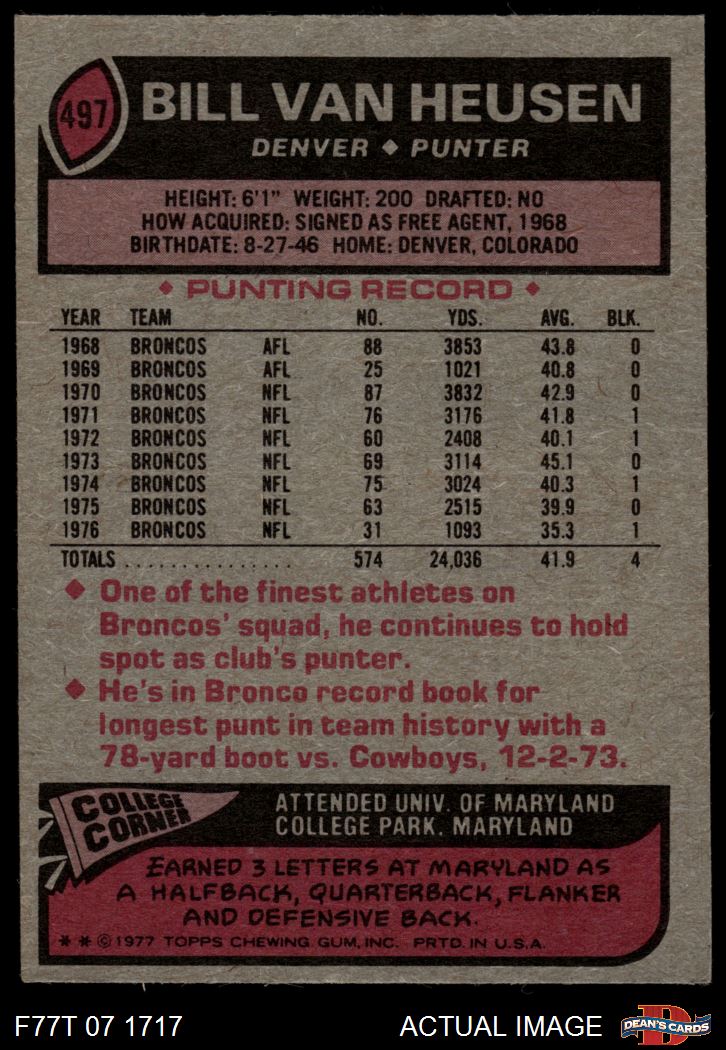 497
BILL VAN HEUSEN
DENVER ◆ PUNTER
HEIGHT: 6'1" WEIGHT: 200 DRAFTED: NO
HOW ACQUIRED: SIGNED AS FREE AGENT, 1968
BIRTHDATE: 8-27-46 HOME: DENVER, COLORADO
◆ PUNTING RECORD ◆
YEAR TEAM NO. YDS. AVG. BLK.
1968 BRONCOS AFL 88 3853 43.8 0
1969 BRONCOS AFL 25 1021 40.8 0
1970 BRONCOS NFL 87 3832 42.9 0
1971 BRONCOS NFL 76 3176 41.8 1
1972 BRONCOS NFL 60 2408 40.1 1
1973 BRONCOS NFL 69 3114 45.1 0
1974 BRONCOS NFL 75 3024 40.3 1
1975 BRONCOS NFL 63 2515 39.9 0
1976 BRONCOS NFL 31 1093 35.3 1
TOTALS ................ 574 24,036 41.9 4
◆ One of the finest athletes on
Broncos' squad, he continues to hold
spot as club's punter.
◆ He's in Bronco record book for
longest punt in team history with a
78-yard boot vs. Cowboys, 12-2-73.
COLLEGE
CORNER
ATTENDED UNIV. OF MARYLAND
COLLEGE PARK, MARYLAND
EARNED 3 LETTERS AT MARYLAND AS
A HALFBACK, QUARTERBACK, FLANKER
AND DEFENSIVE BACK.
* * © 1977 TOPPS CHEWING GUM, INC. PRTD. IN U.S.A.
F77T 07 1717 ACTUAL IMAGE
D
DEAN'S CARDS